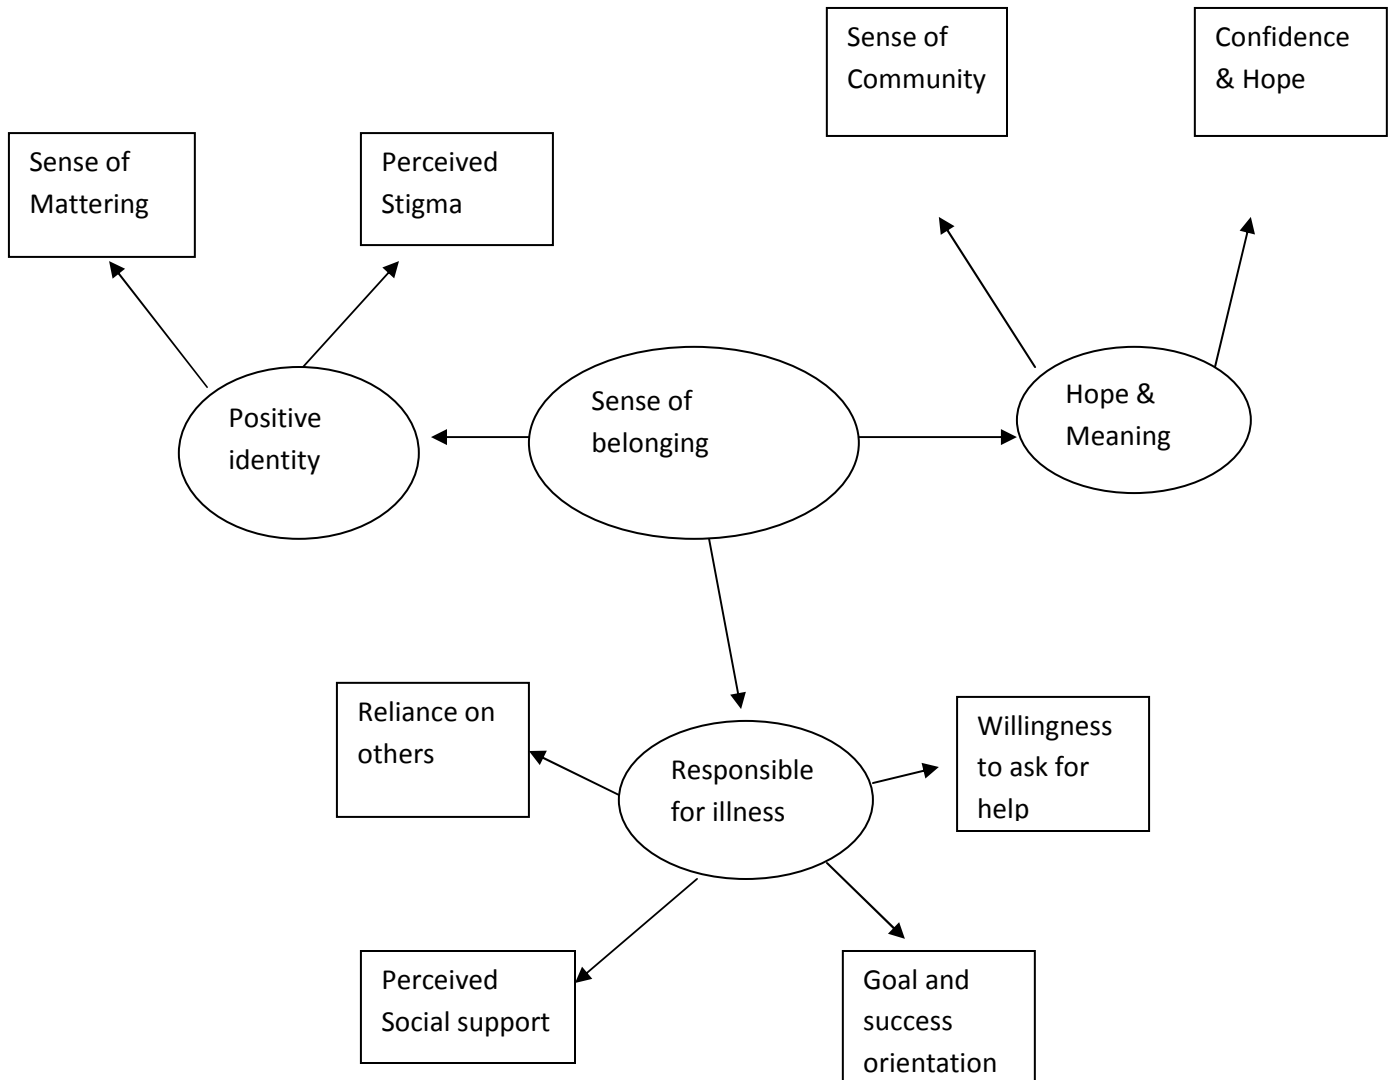 Sense of
Community
Confidence
& Hope
Sense of
Mattering
Perceived
Stigma
Positive
identity
Sense of
belonging
Hope &
Meaning
Reliance on
others
Responsible
for illness
Willingness
to ask for
help
Perceived
Social support
Goal and
success
orientation